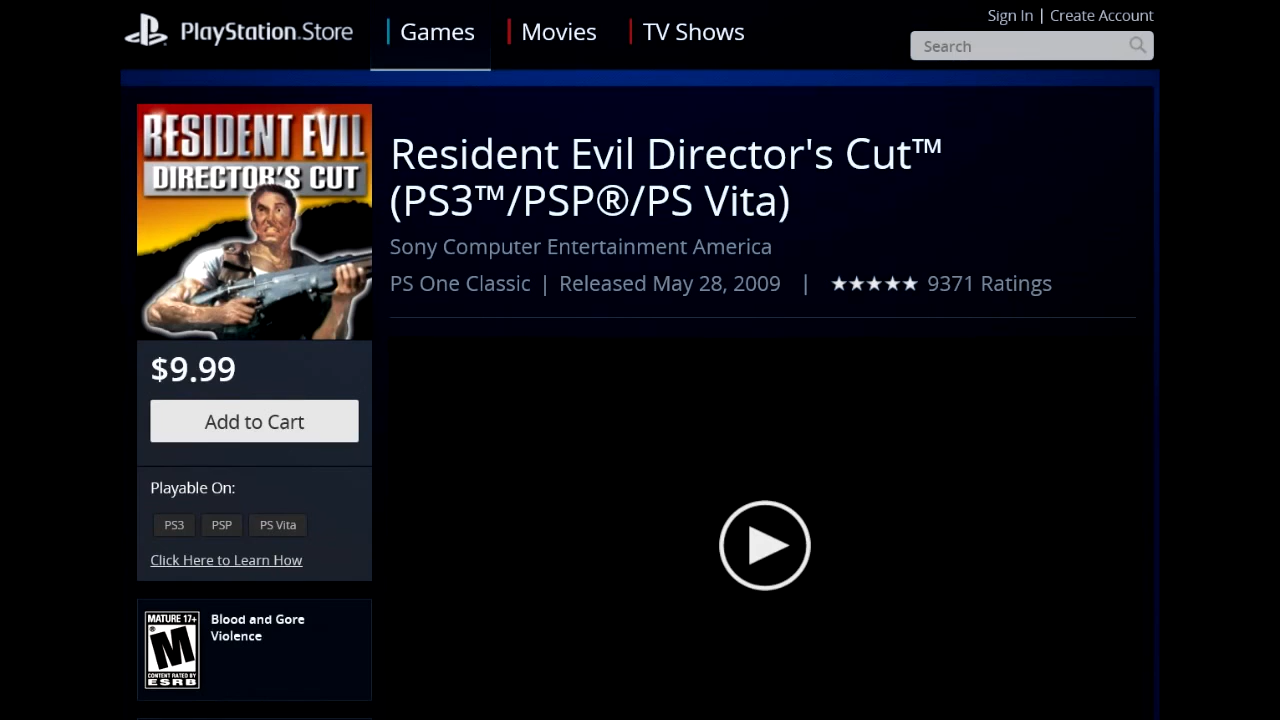 Sign In | Create Account
PlayStation.Store
Games
Movies
TV Shows
Search
RESIDENT EVIL
DIRECTOR'S CUT
Resident Evil Director's Cut™
(PS3™/PSP®/PS Vita)
Sony Computer Entertainment America
PS One Classic | Released May 28, 2009 | ★★★★★ 9371 Ratings
$9.99
Add to Cart
Playable On:
PS3 PSP PS Vita
Click Here to Learn How
MATURE 17+
M
®
CONTENT RATED BY
ESRB
Blood and Gore
Violence